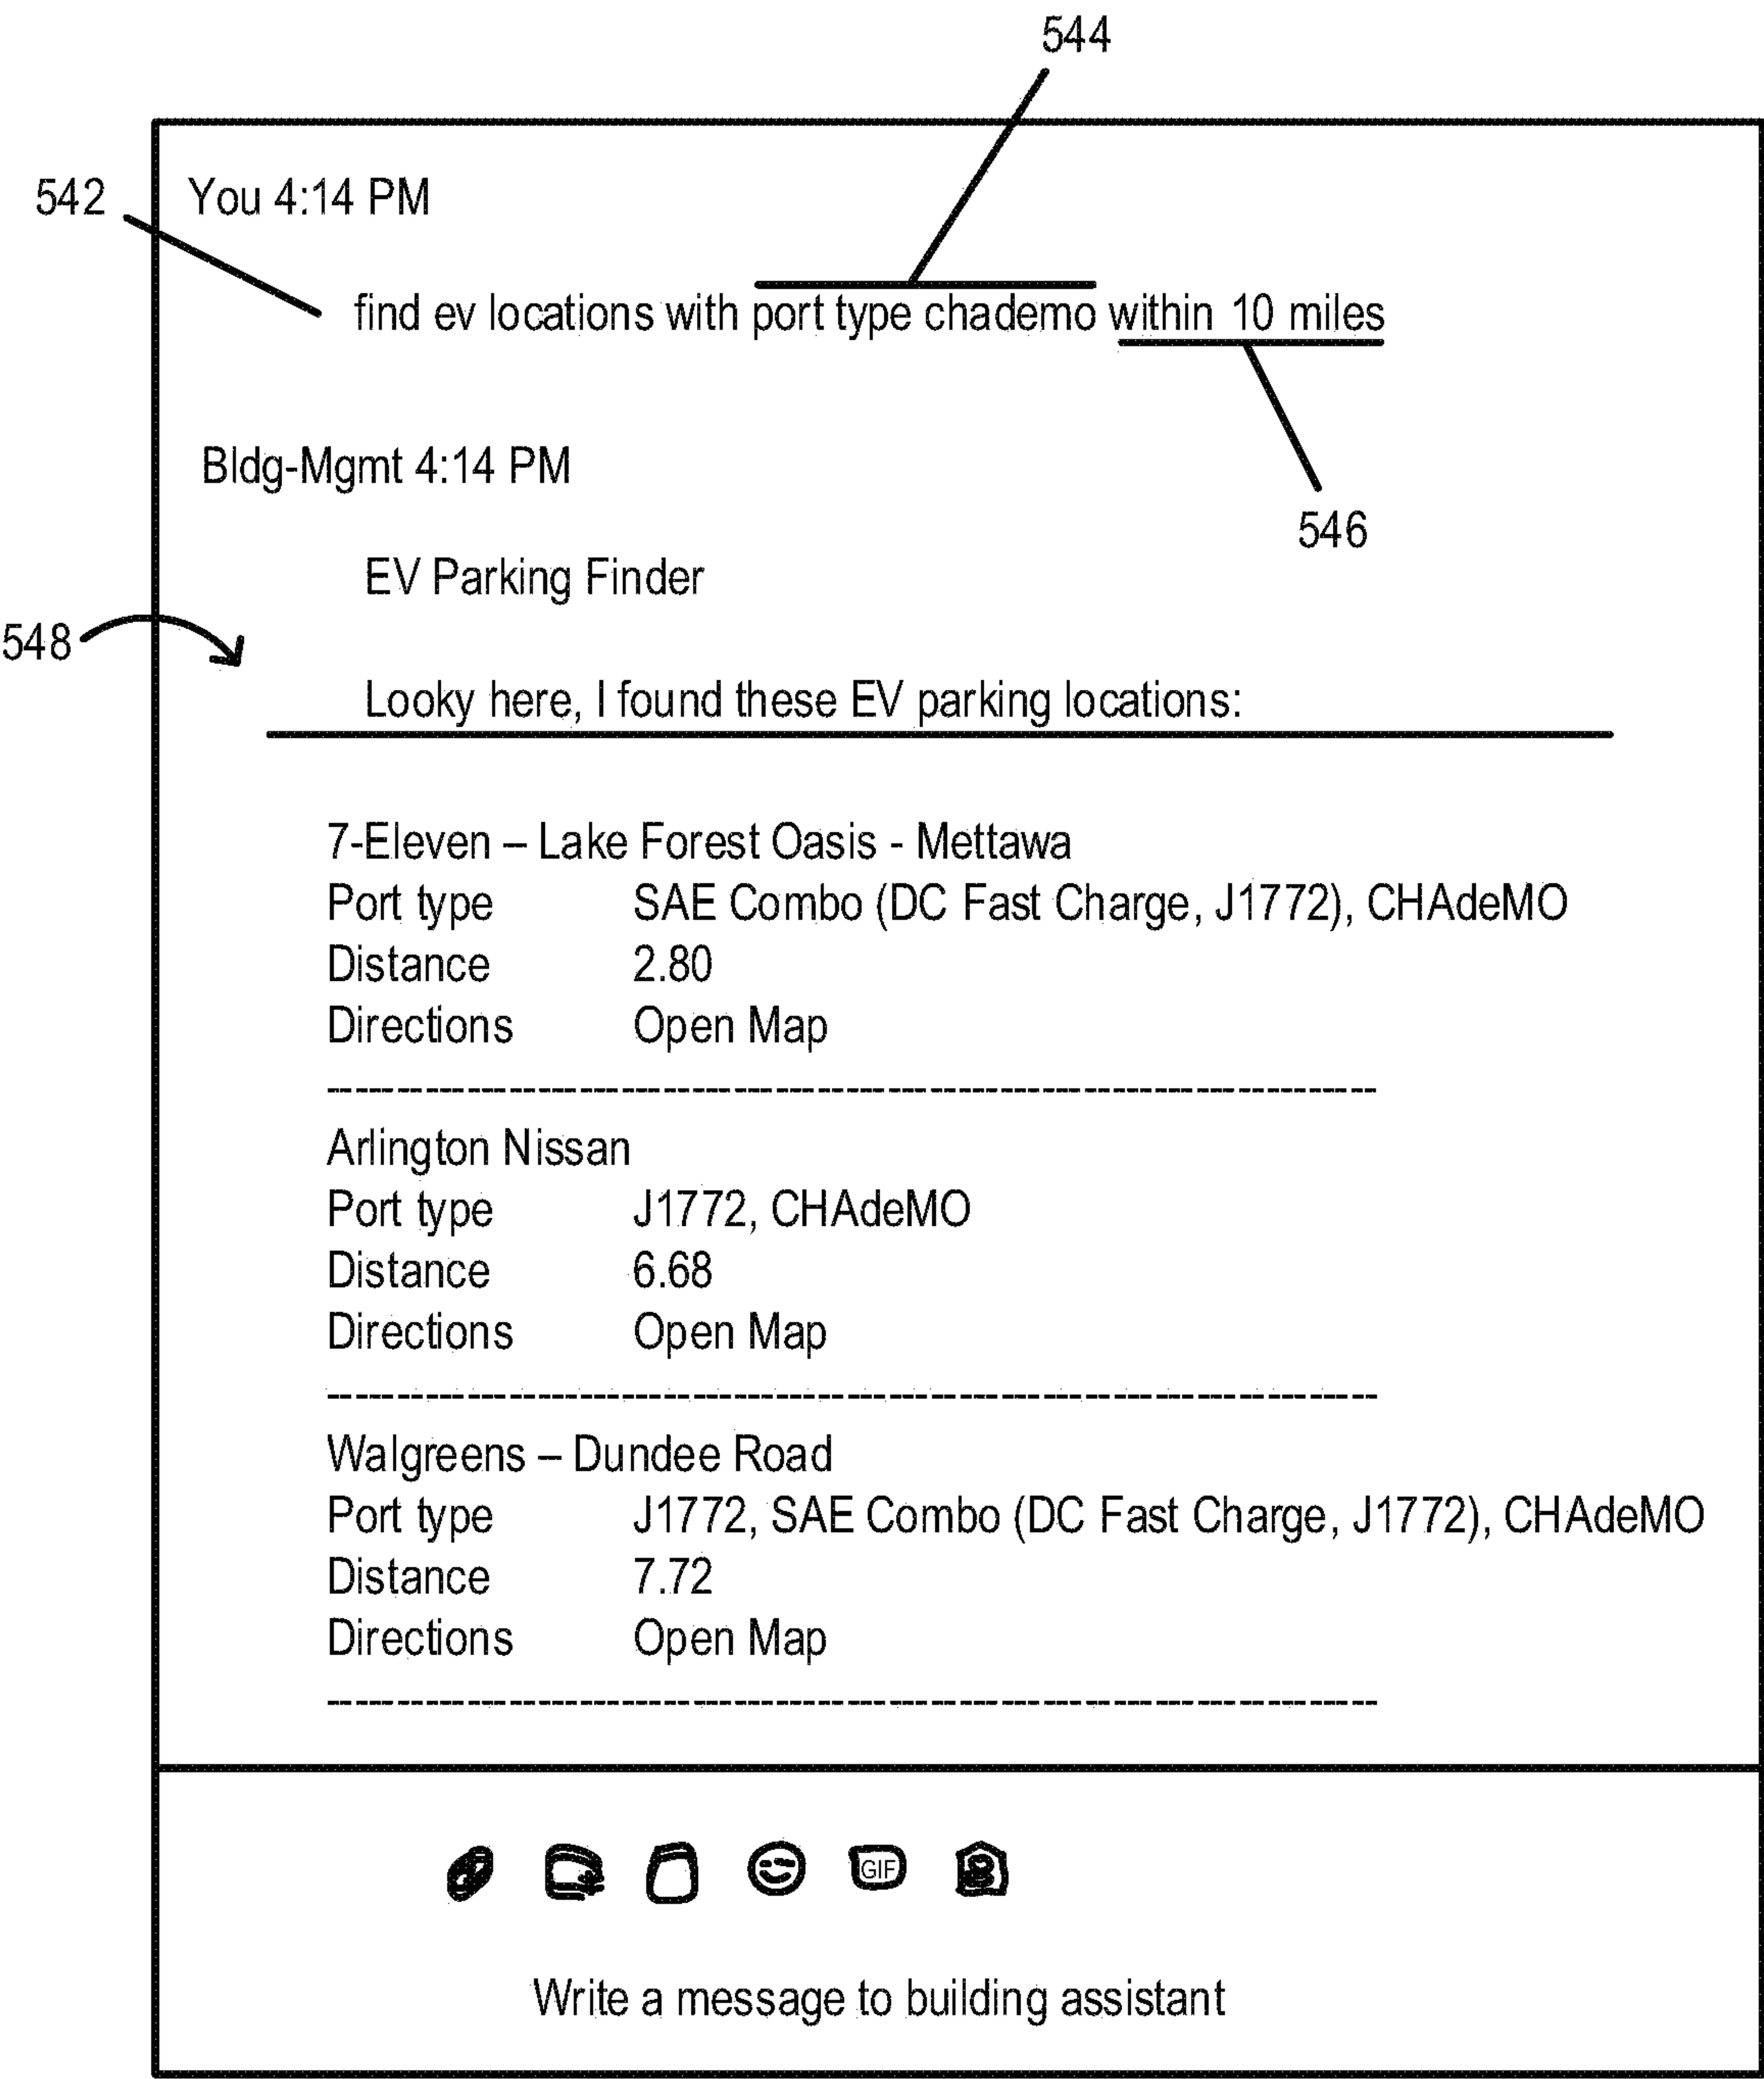 544
542
You 4:14 PM
find ev locations with port type chademo within 10 miles
Bldg-Mgmt 4:14 PM
546
EV Parking Finder
548
Looky here, I found these EV parking locations:
7-Eleven – Lake Forest Oasis - Mettawa
Port type SAE Combo (DC Fast Charge, J1772), CHAdeMO
Distance 2.80
Directions Open Map
Arlington Nissan
Port type J1772, CHAdeMO
Distance 6.68
Directions Open Map
Walgreens – Dundee Road
Port type J1772, SAE Combo (DC Fast Charge, J1772), CHAdeMO
Distance 7.72
Directions Open Map
GIF
Write a message to building assistant